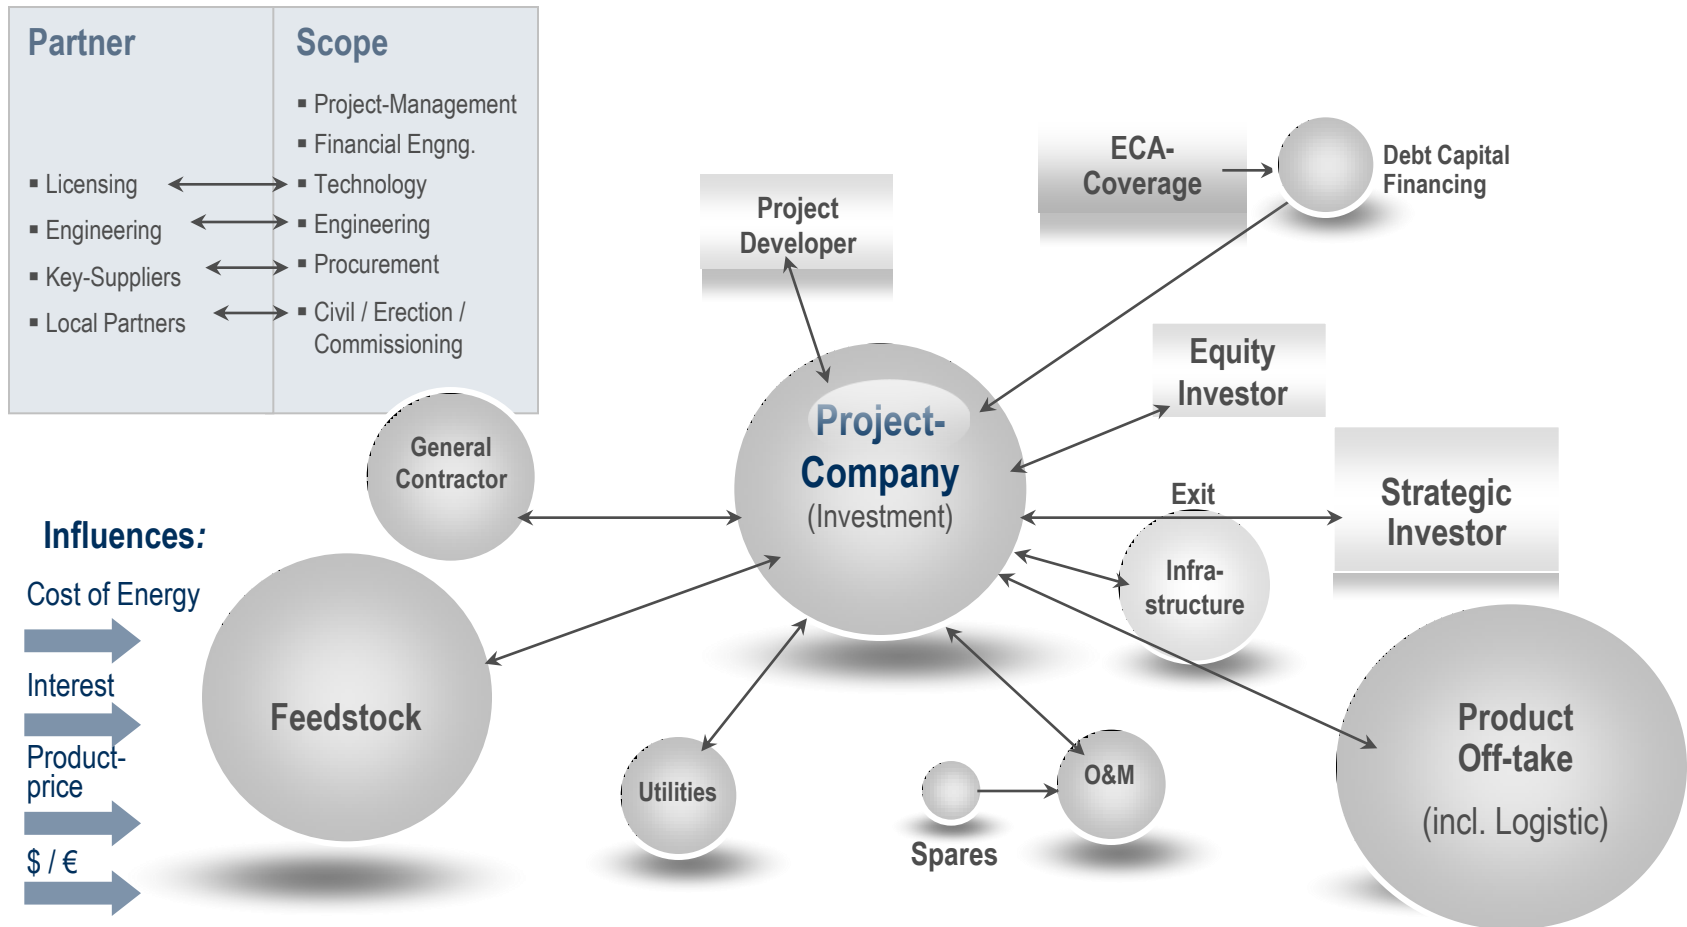 Partner
Scope
▪ Project-Management
▪ Financial Engng.
▪ Licensing
▪ Technology
▪ Engineering
▪ Engineering
▪ Key-Suppliers
▪ Procurement
▪ Local Partners
▪ Civil / Erection /
Commissioning
ECA-
Coverage
Debt Capital
Financing
Project
Developer
Equity
Investor
General
Contractor
Project-
Company
(Investment)
Exit
Strategic
Investor
Infra-
structure
Influences:
Cost of Energy
Interest
Product-
price
$ / €
Feedstock
Utilities
Spares
O&M
Product
Off-take
(incl. Logistic)